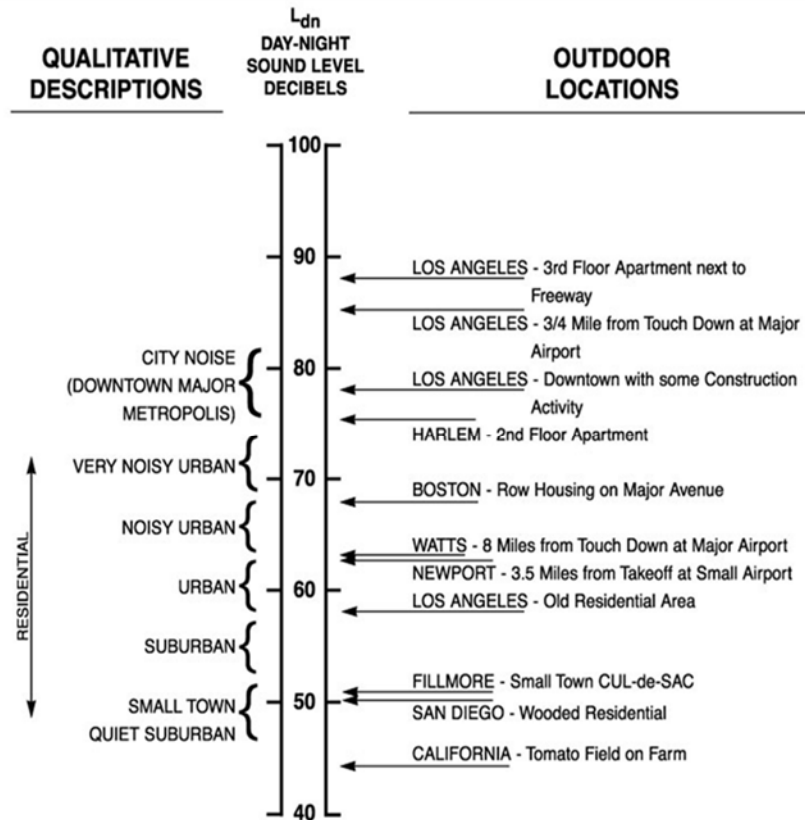 L dn
DAY-NIGHT
SOUND LEVEL
DECIBELS
QUALITATIVE
DESCRIPTIONS
OUTDOOR
LOCATIONS
100
90
LOS ANGELES - 3rd Floor Apartment next to
Freeway
LOS ANGELES - 3/4 Mile from Touch Down at Major
Airport
CITY NOISE
(DOWNTOWN MAJOR
METROPOLIS)
80
LOS ANGELES - Downtown with some Construction
Activity
HARLEM - 2nd Floor Apartment
VERY NOISY URBAN
70
BOSTON - Row Housing on Major Avenue
NOISY URBAN
WATTS - 8 Miles from Touch Down at Major Airport
NEWPORT - 3.5 Miles from Takeoff at Small Airport
URBAN
60
LOS ANGELES - Old Residential Area
RESIDENTIAL
SUBURBAN
FILLMORE - Small Town CUL-de-SAC
SMALL TOWN
QUIET SUBURBAN
50
SAN DIEGO - Wooded Residential
CALIFORNIA - Tomato Field on Farm
40